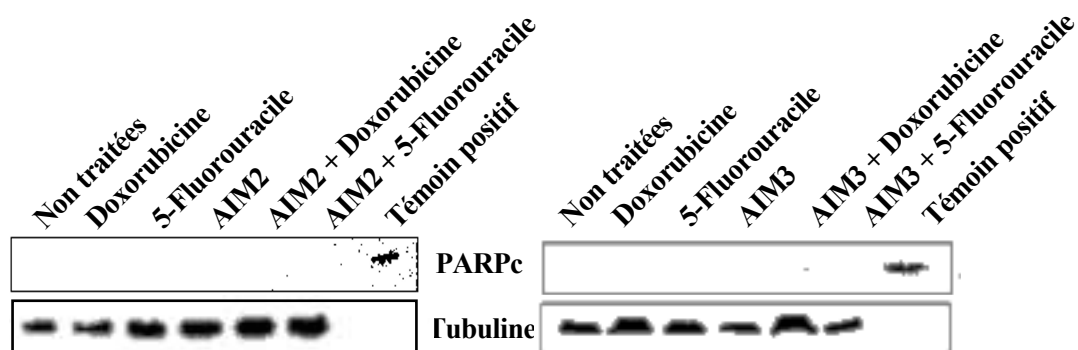 Non traitées
Doxorubicine
5-Fluorouracile
AIM2
AIM2 + Doxorubicine
AIM2 + 5-Fluorouracile
Témoin positif
Non traitées
Doxorubicine
5-Fluorouracile
AIM3
AIM3 + Doxorubicine
AIM3 + 5-Fluorouracile
Témoin positif
PARPc
Tubuline